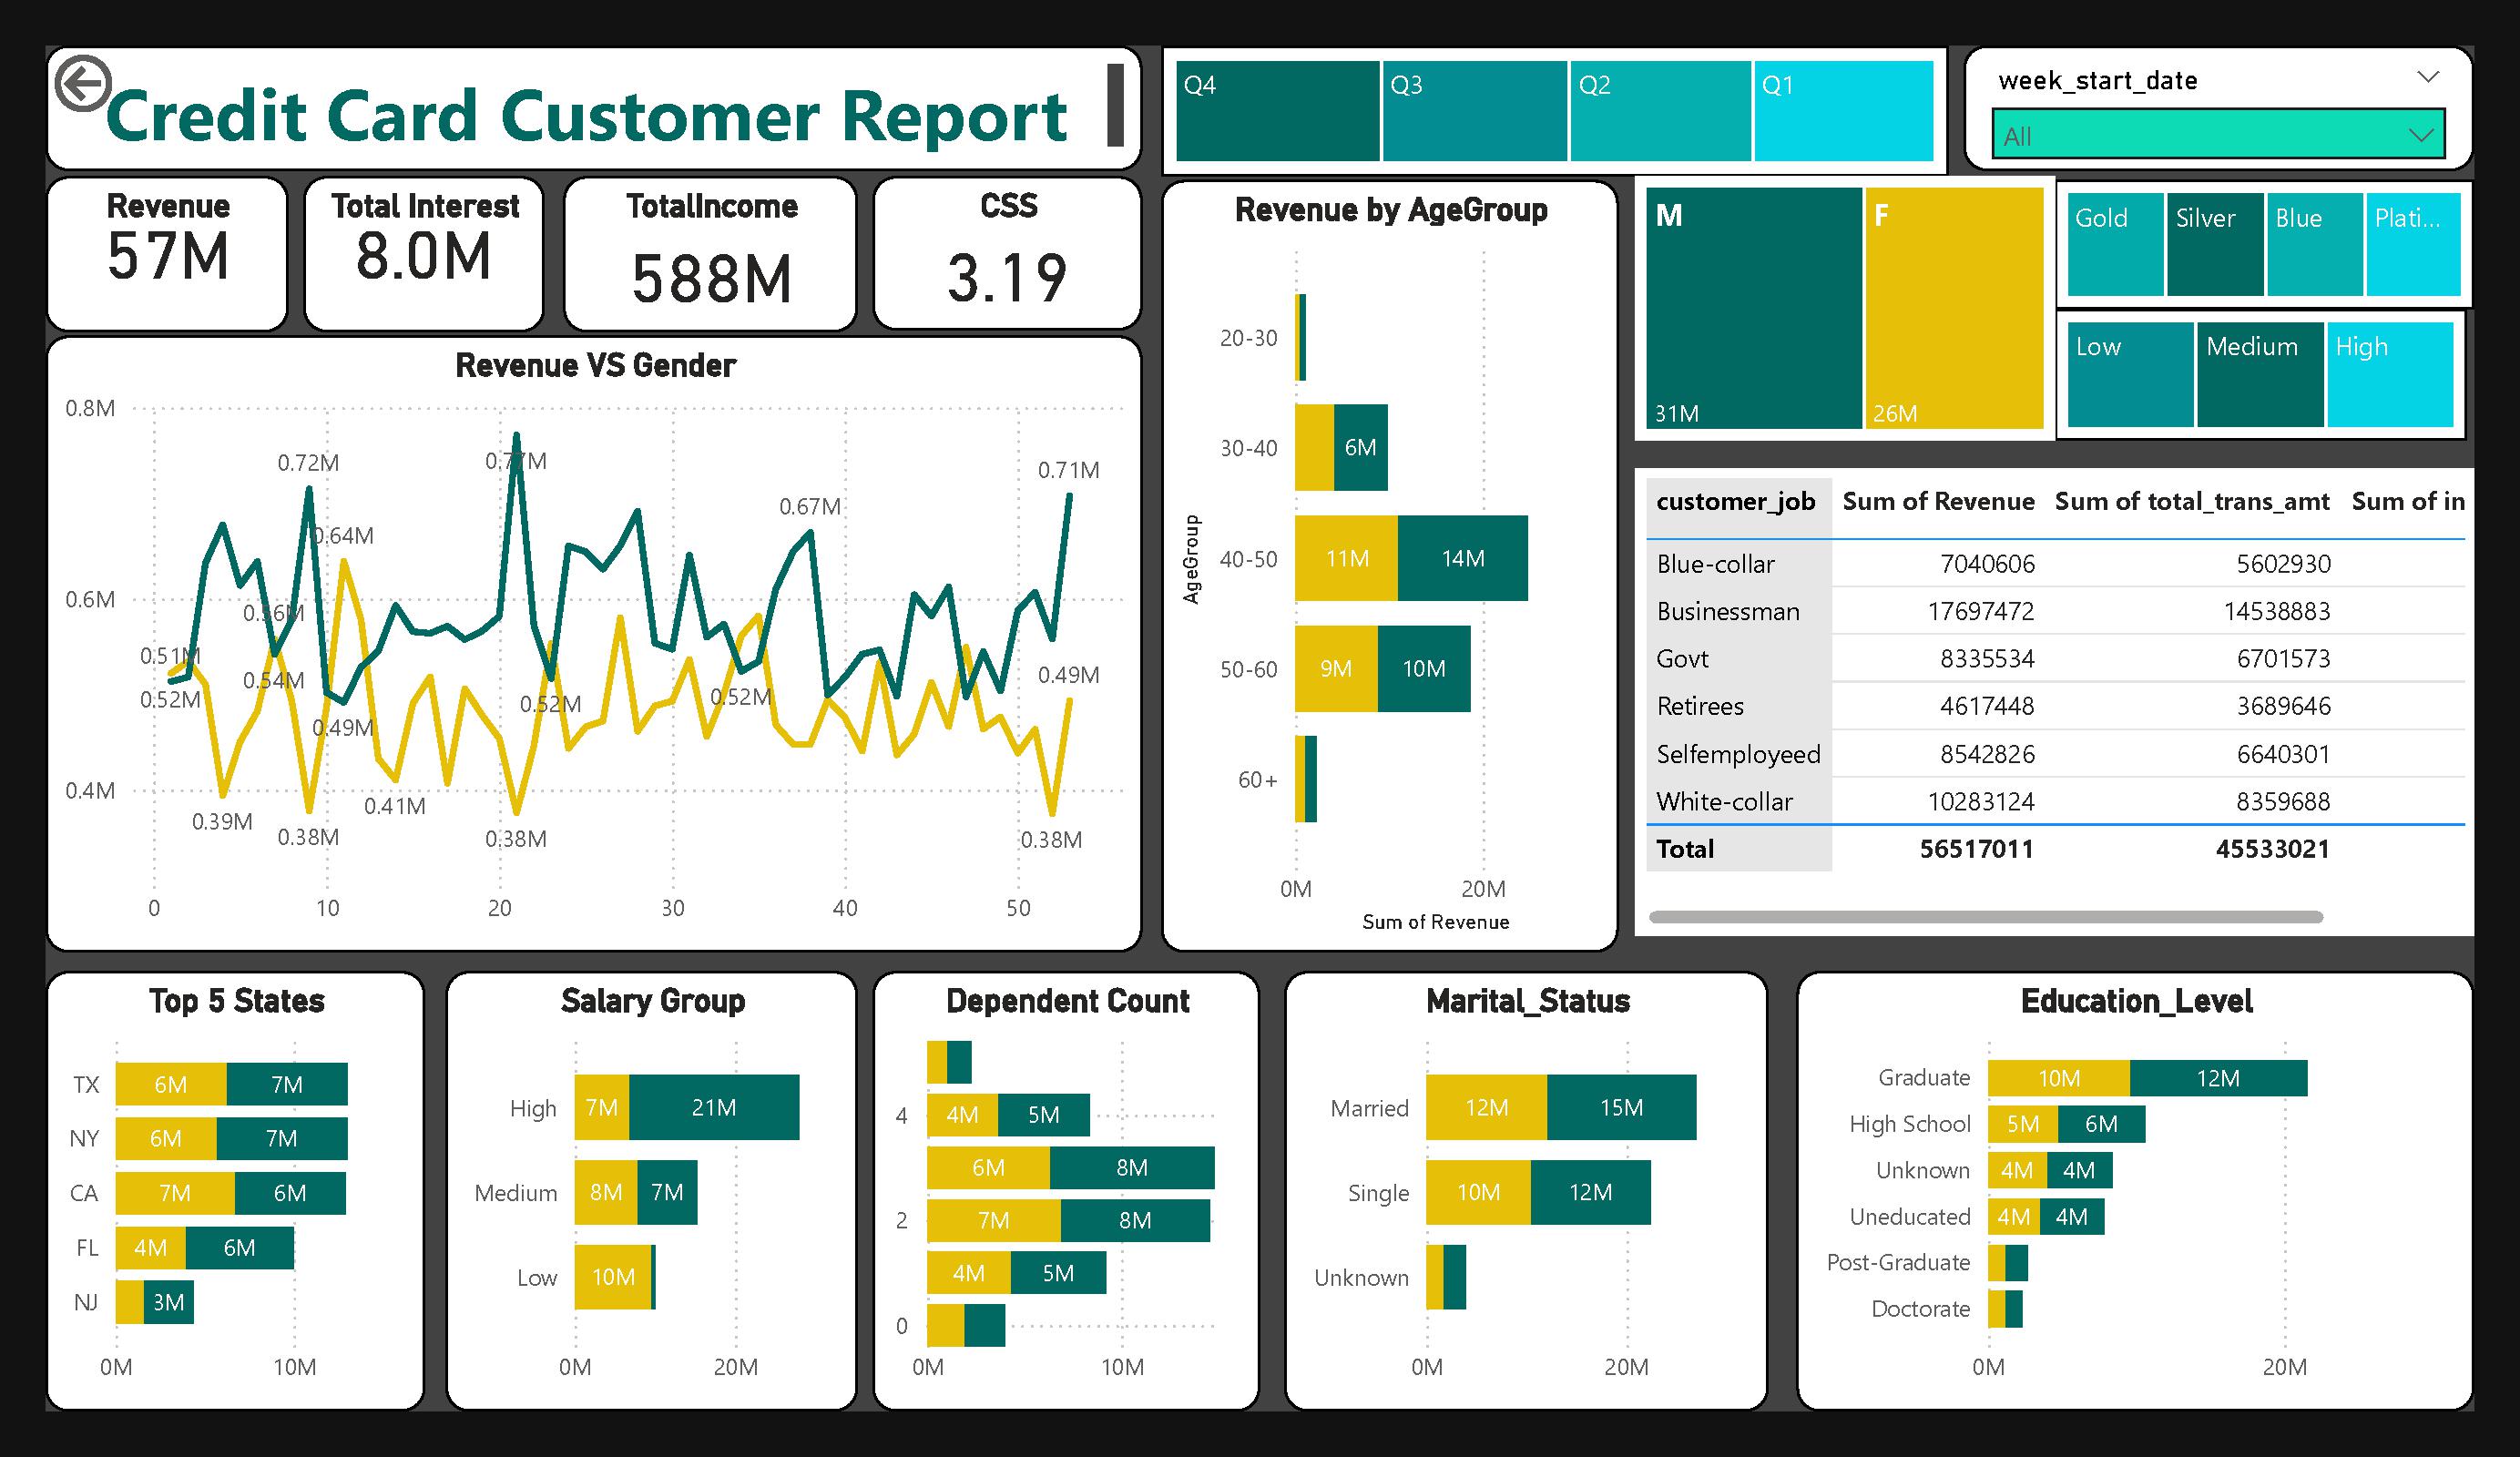 Credit Card Customer Report
Q4
Q3
Q2
Q1
week_start_date
All
Revenue
57M
Total Interest
8.0M
TotalIncome
588M
CSS
3.19
Revenue VS Gender
0.8M
0.6M
0.4M
0.51M
0.52M
0.39M
0.56M
0.54M
0.72M
0.38M
0.64M
0.49M
0.41M
0.77M
0.38M
0.52M
0.52M
0.67M
0.71M
0.49M
0.38M
0 10 20 30 40 50
Revenue by AgeGroup
AgeGroup
20-30
30-40 6M
40-50 11M 14M
50-60 9M 10M
60+
0M 20M
Sum of Revenue
M
31M
F
26M
Gold Silver Blue Plati...
Low Medium High
customer_job Sum of Revenue Sum of total_trans_amt Sum of in
Blue-collar 7040606 5602930
Businessman 17697472 14538883
Govt 8335534 6701573
Retirees 4617448 3689646
Selfemployeed 8542826 6640301
White-collar 10283124 8359688
Total 56517011 45533021
Top 5 States
TX 6M 7M
NY 6M 7M
CA 7M 6M
FL 4M 6M
NJ 3M
0M 10M
Salary Group
High 7M 21M
Medium 8M 7M
Low 10M
0M 20M
Dependent Count
4 4M 5M
6M 8M
2 7M 8M
4M 5M
0
0M 10M
Marital_Status
Married 12M 15M
Single 10M 12M
Unknown
0M 20M
Education_Level
Graduate 10M 12M
High School 5M 6M
Unknown 4M 4M
Uneducated 4M 4M
Post-Graduate
Doctorate
0M 20M